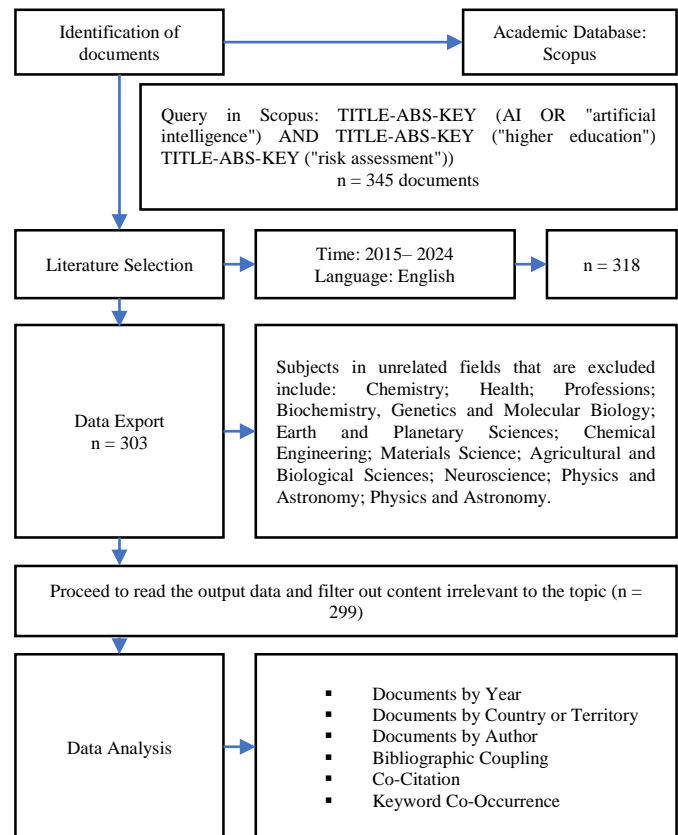 Identification of
documents
Academic Database:
Scopus
Query in Scopus: TITLE-ABS-KEY (AI OR "artificial
intelligence") AND TITLE-ABS-KEY ("higher education")
TITLE-ABS-KEY ("risk assessment"))
n = 345 documents
Literature Selection
Time: 2015– 2024
Language: English
n = 318
Data Export
n = 303
Subjects in unrelated fields that are excluded
include: Chemistry; Health; Professions;
Biochemistry, Genetics and Molecular Biology;
Earth and Planetary Sciences; Chemical
Engineering; Materials Science; Agricultural and
Biological Sciences; Neuroscience; Physics and
Astronomy; Physics and Astronomy.
Proceed to read the output data and filter out content irrelevant to the topic (n =
299)
Data Analysis
▪ Documents by Year
▪ Documents by Country or Territory
▪ Documents by Author
▪ Bibliographic Coupling
▪ Co-Citation
▪ Keyword Co-Occurrence